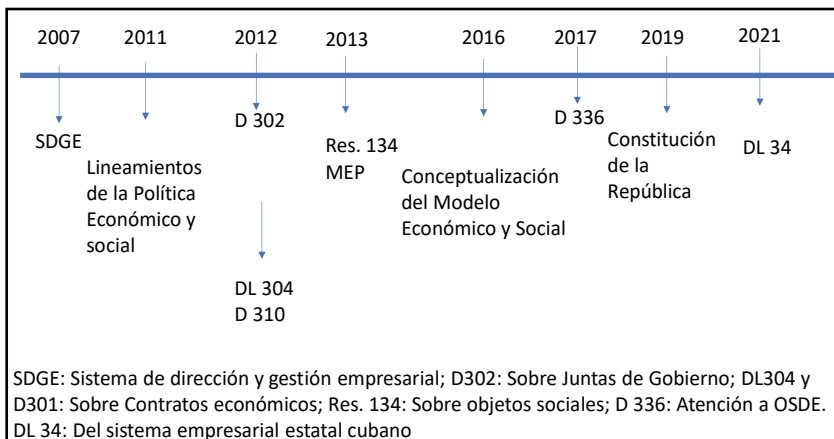 2007 2011 2012 2013 2016 2017 2019 2021
SDGE
Lineamientos
de la Política
Económico y
social
D 302
DL 304
D 310
Res. 134
MEP
Conceptualización
del Modelo
Económico y Social
D 336
Constitución
de la
República
DL 34
SDGE: Sistema de dirección y gestión empresarial; D302: Sobre Juntas de Gobierno; DL304 y
D301: Sobre Contratos económicos; Res. 134: Sobre objetos sociales; D 336: Atención a OSDE.
DL 34: Del sistema empresarial estatal cubano